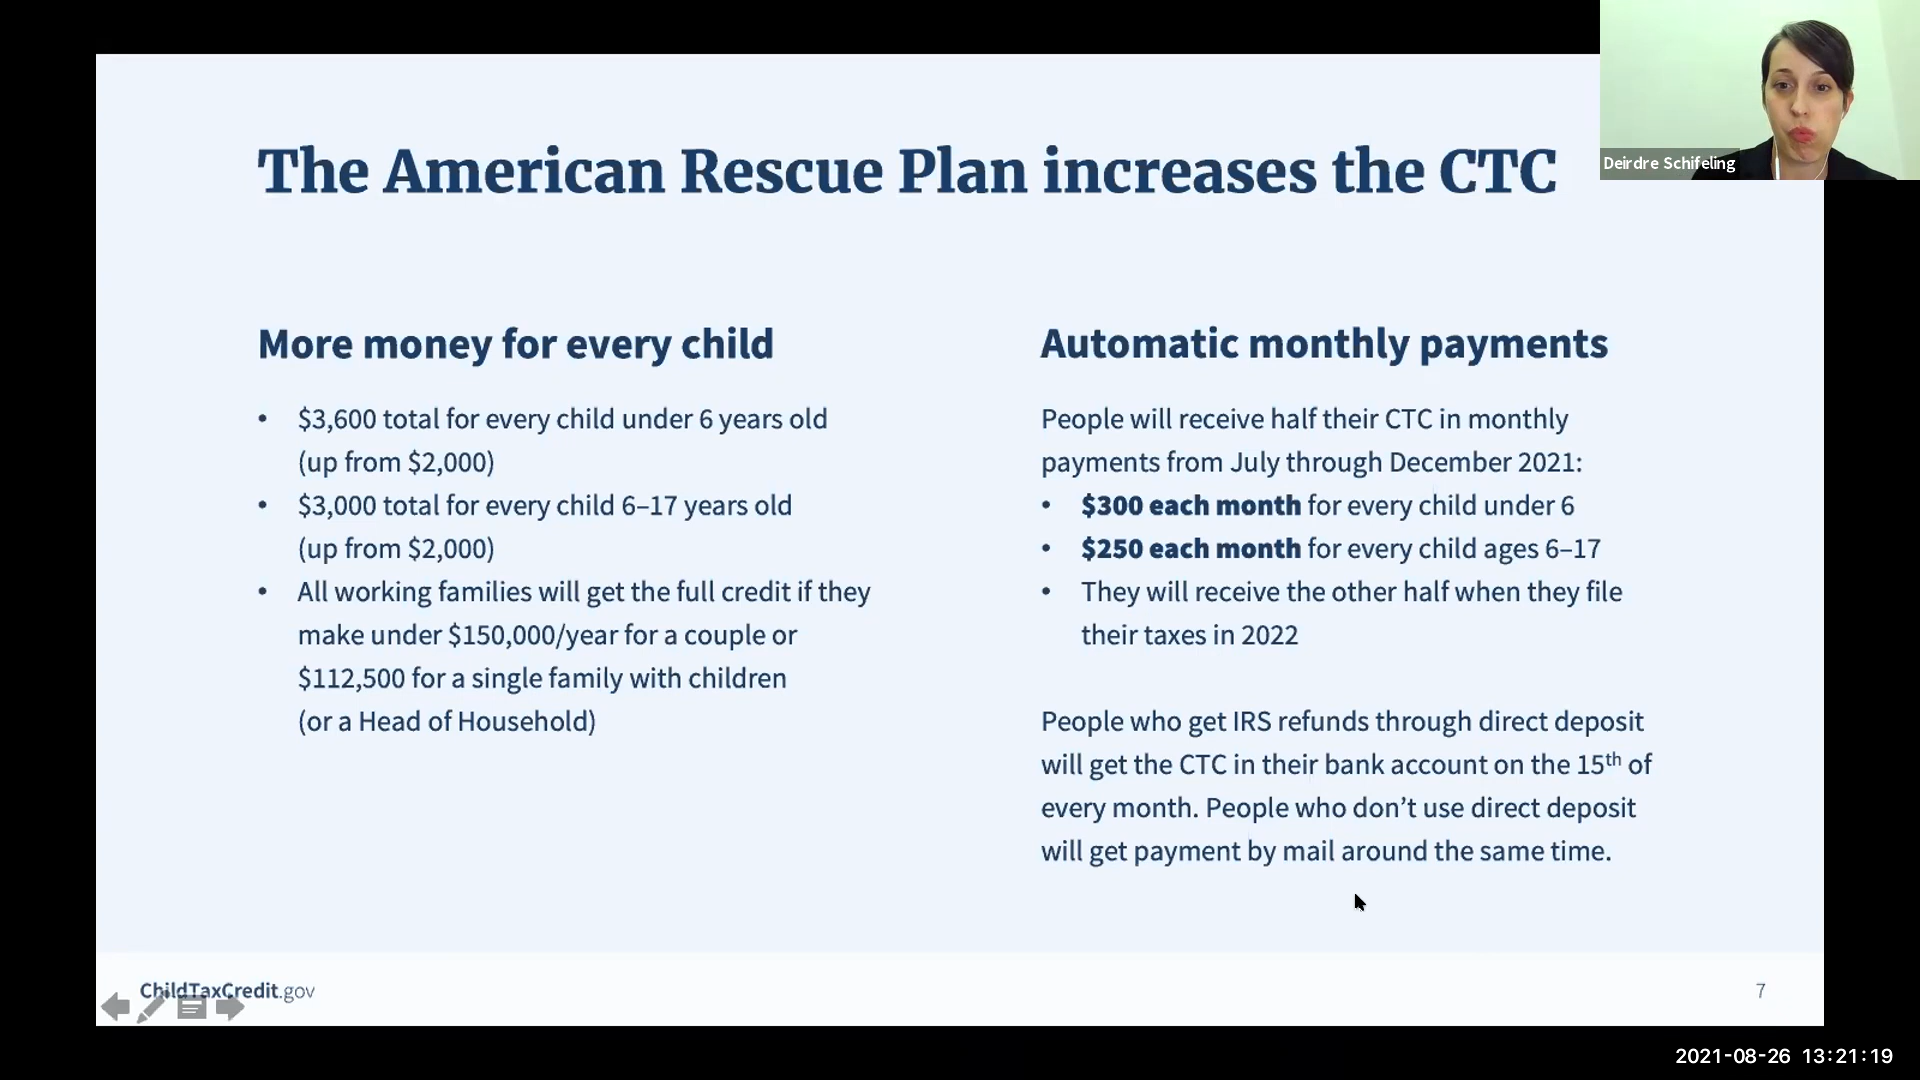 The American Rescue Plan increases the CTC
Deirdre Schifeling
More money for every child
• $3,600 total for every child under 6 years old
(up from $2,000)
• $3,000 total for every child 6–17 years old
(up from $2,000)
• All working families will get the full credit if they
make under $150,000/year for a couple or
$112,500 for a single family with children
(or a Head of Household)
Automatic monthly payments
People will receive half their CTC in monthly
payments from July through December 2021:
• $300 each month for every child under 6
• $250 each month for every child ages 6–17
• They will receive the other half when they file
their taxes in 2022
People who get IRS refunds through direct deposit
will get the CTC in their bank account on the 15th of
every month. People who don’t use direct deposit
will get payment by mail around the same time.
ChildTaxCredit.gov
7
2021-08-26 13:21:19